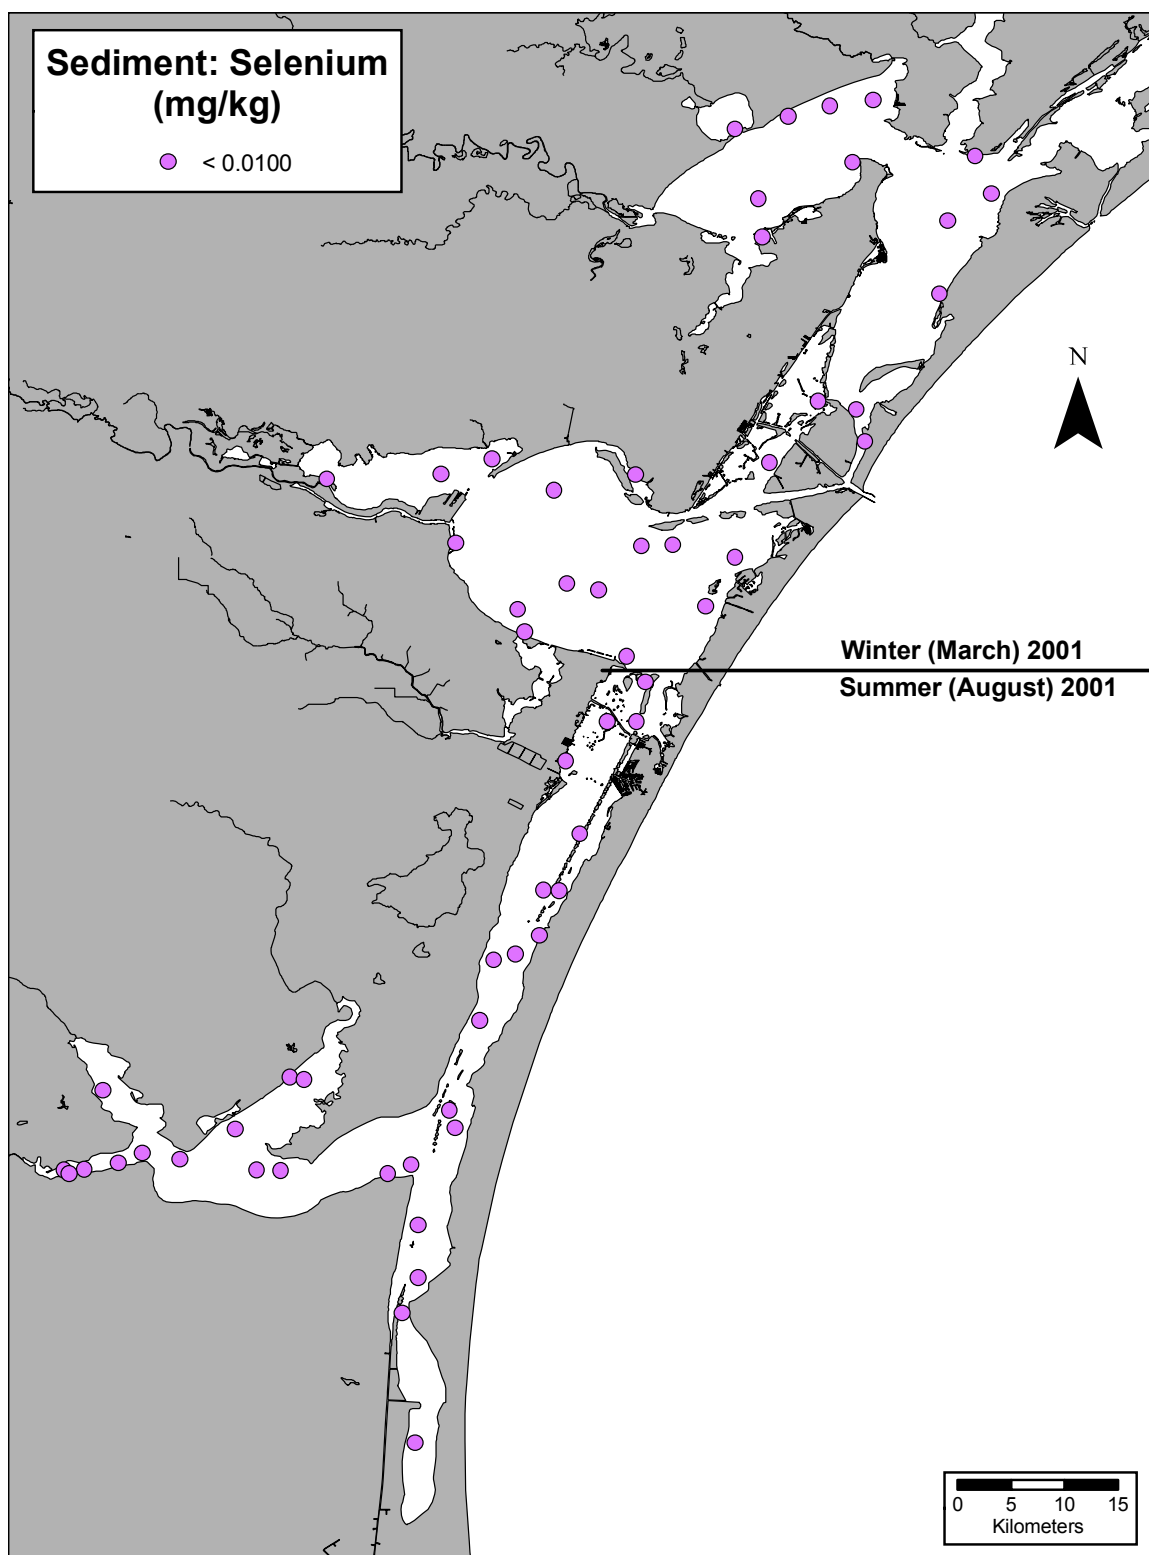 Sediment: Selenium
(mg/kg)
< 0.0100
N
Winter (March) 2001
Summer (August) 2001
0 5 10 15
Kilometers